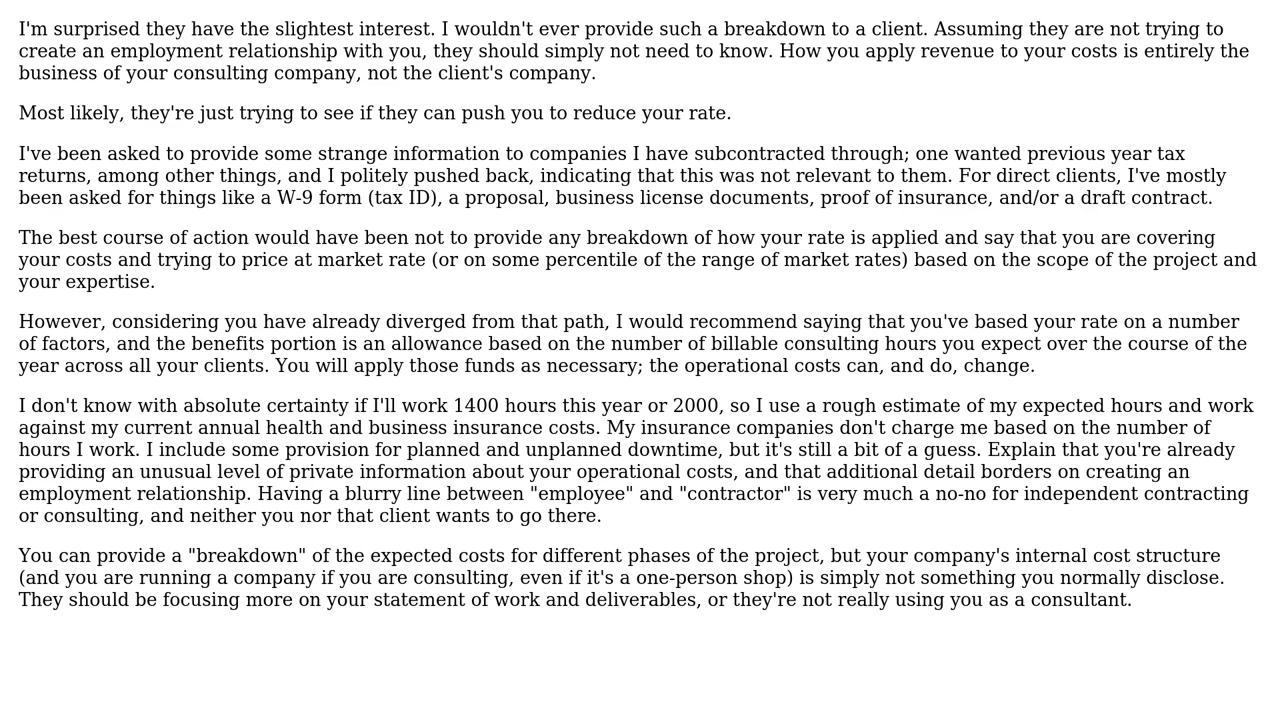 I'm surprised they have the slightest interest. I wouldn't ever provide such a breakdown to a client. Assuming they are not trying to
create an employment relationship with you, they should simply not need to know. How you apply revenue to your costs is entirely the
business of your consulting company, not the client's company.
Most likely, they're just trying to see if they can push you to reduce your rate.
I've been asked to provide some strange information to companies I have subcontracted through; one wanted previous year tax
returns, among other things, and I politely pushed back, indicating that this was not relevant to them. For direct clients, I've mostly
been asked for things like a W-9 form (tax ID), a proposal, business license documents, proof of insurance, and/or a draft contract.
The best course of action would have been not to provide any breakdown of how your rate is applied and say that you are covering
your costs and trying to price at market rate (or on some percentile of the range of market rates) based on the scope of the project and
your expertise.
However, considering you have already diverged from that path, I would recommend saying that you've based your rate on a number
of factors, and the benefits portion is an allowance based on the number of billable consulting hours you expect over the course of the
year across all your clients. You will apply those funds as necessary; the operational costs can, and do, change.
I don't know with absolute certainty if I'll work 1400 hours this year or 2000, so I use a rough estimate of my expected hours and work
against my current annual health and business insurance costs. My insurance companies don't charge me based on the number of
hours I work. I include some provision for planned and unplanned downtime, but it's still a bit of a guess. Explain that you're already
providing an unusual level of private information about your operational costs, and that additional detail borders on creating an
employment relationship. Having a blurry line between "employee" and "contractor" is very much a no-no for independent contracting
or consulting, and neither you nor that client wants to go there.
You can provide a "breakdown" of the expected costs for different phases of the project, but your company's internal cost structure
(and you are running a company if you are consulting, even if it's a one-person shop) is simply not something you normally disclose.
They should be focusing more on your statement of work and deliverables, or they're not really using you as a consultant.